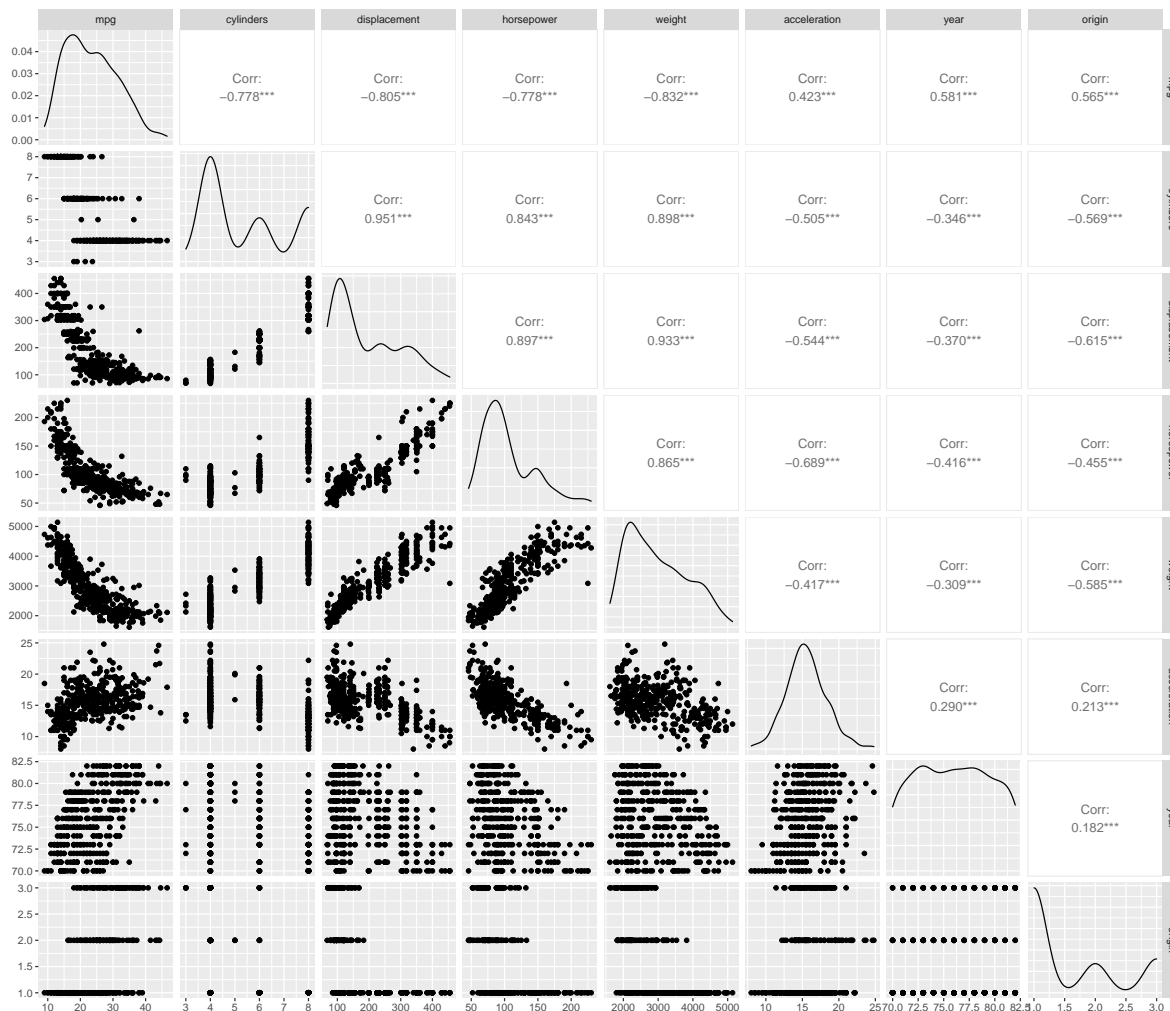 mpg cylinders displacement horsepower weight acceleration year origin
0.04
0.03
0.02
0.01
0.00
Corr:
−0.778***
Corr:
−0.805***
Corr:
−0.778***
Corr:
−0.832***
Corr:
0.423***
Corr:
0.581***
Corr:
0.565***
8
7
6
5
4
3
Corr:
0.951***
Corr:
0.843***
Corr:
0.898***
Corr:
−0.505***
Corr:
−0.346***
Corr:
−0.569***
400
300
200
100
Corr:
0.897***
Corr:
0.933***
Corr:
−0.544***
Corr:
−0.370***
Corr:
−0.615***
200
150
100
50
Corr:
0.865***
Corr:
−0.689***
Corr:
−0.416***
Corr:
−0.455***
5000
4000
3000
2000
Corr:
−0.417***
Corr:
−0.309***
Corr:
−0.585***
25
20
15
10
Corr:
0.290***
Corr:
0.213***
82.5
80.0
77.5
75.0
72.5
70.0
Corr:
0.182***
3.0
2.5
2.0
1.5
1.0
10 20 30 40 3 4 5 6 7 8 100 200 300 400 50 100 150 200 2000 3000 4000 5000 10 15 20 25 70.0 72.5 75.0 77.5 80.0 82.5 1.0 1.5 2.0 2.5 3.0